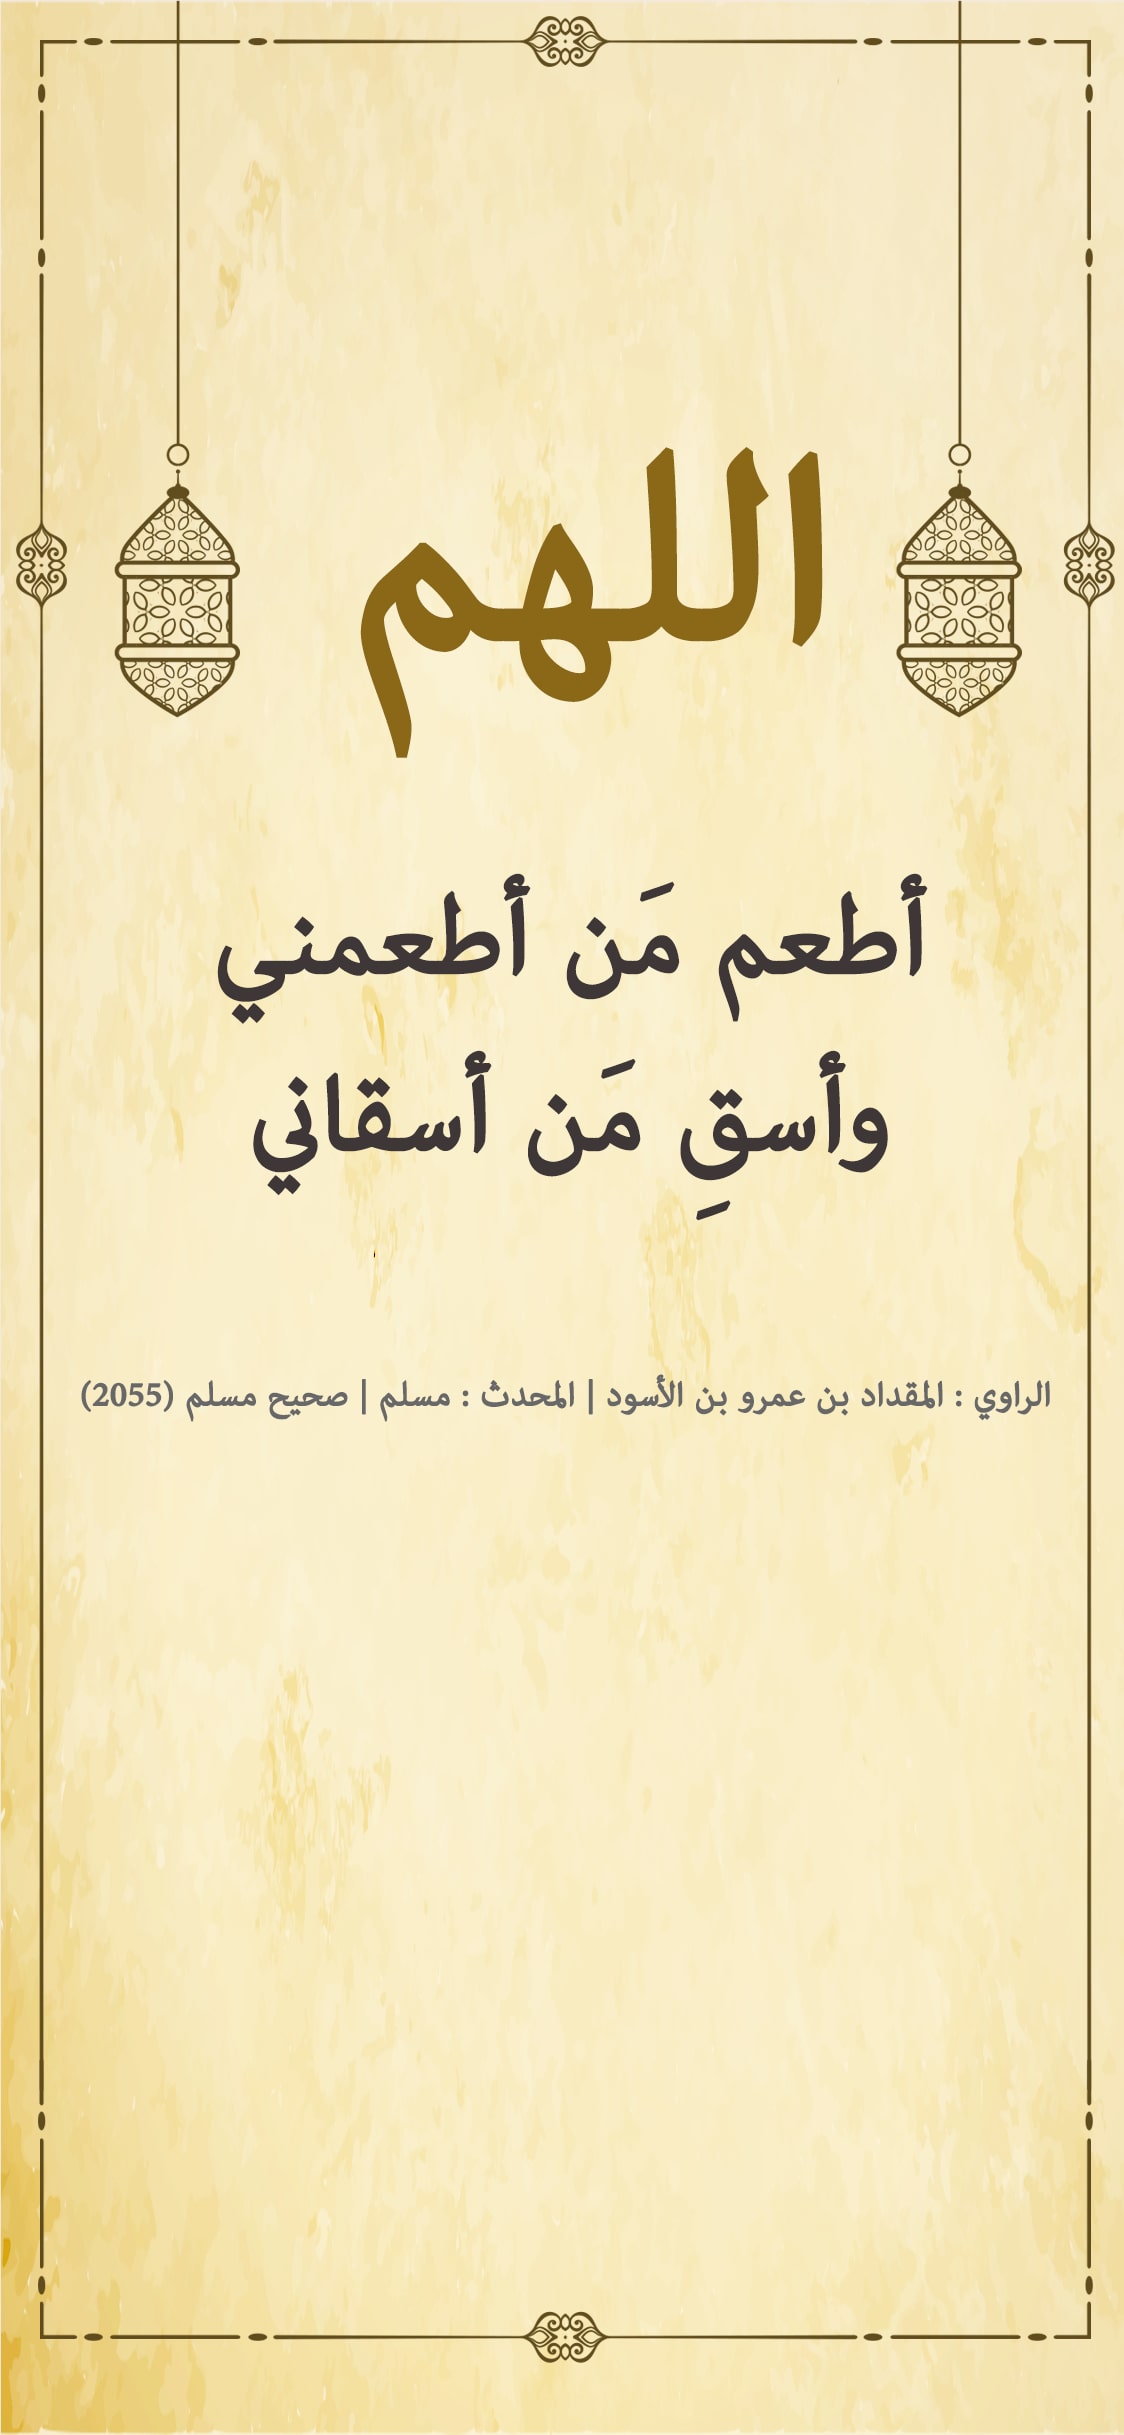 اللهم
أطعم مَن أطعمني
وأسقِ مَن أسقاني
الراوي : المقداد بن عمرو بن الأسود | المحدث : مسلم | صحيح مسلم (2055)